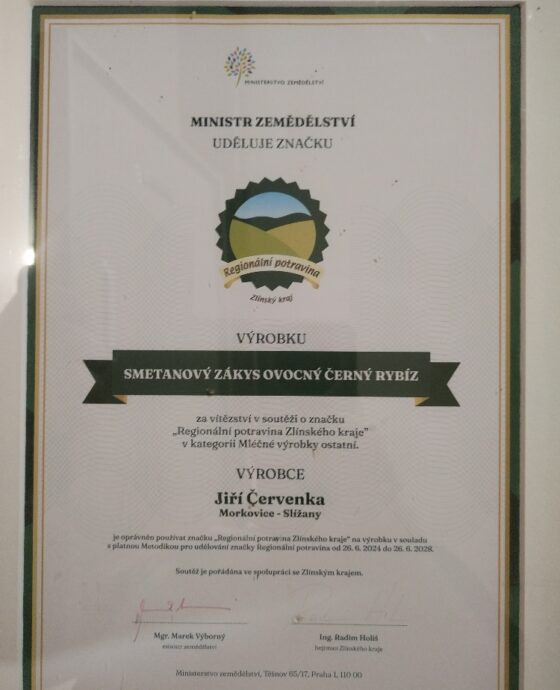 MINISTERSTVO ZEMĚDĚLSTVÍ
MINISTR ZEMĚDĚLSTVÍ
UDĚLUJE ZNAČKU
Regionální potravina
Zlínský kraj
VÝROBKU
SMETANOVÝ ZÁKYS OVOCNÝ ČERNÝ RYBÍZ
za vítězství v soutěži o značku
„Regionální potravina Zlínského kraje”
v kategorii Mléčné výrobky ostatní.
VÝROBCE
Jiří Červenka
Morkovice - Slížany
je oprávněn používat značku „Regionální potravina Zlínského kraje” na výrobku v souladu
s platnou Metodikou pro udělování značky Regionální potravina od 26. 6. 2024 do 26. 6. 2028.
Soutěž je pořádána ve spolupráci se Zlínským krajem.
Mgr. Marek Výborný
ministr zemědělství
Ing. Radim Holiš
hejtman Zlínského kraje
Ministerstvo zemědělství, Těšnov 65/17, Praha 1, 110 00